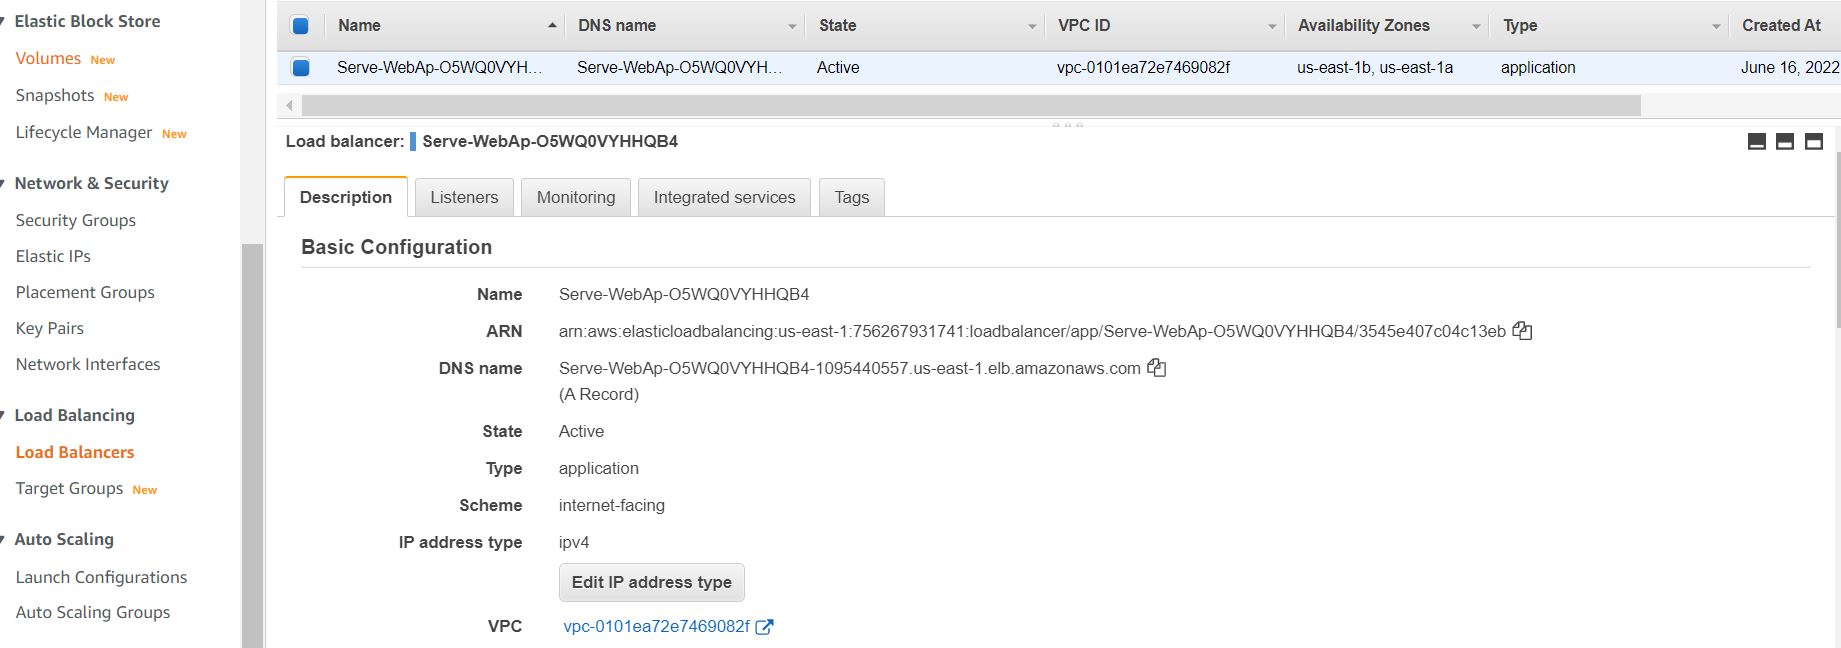 Elastic Block Store
Volumes New
Snapshots New
Lifecycle Manager New
Network & Security
Security Groups
Elastic IPs
Placement Groups
Key Pairs
Network Interfaces
Load Balancing
Load Balancers
Target Groups New
Auto Scaling
Launch Configurations
Auto Scaling Groups
Name DNS name State VPC ID Availability Zones Type Created At
Serve-WebAp-O5WQ0VYH... Serve-WebAp-O5WQ0VYH... Active vpc-0101ea72e7469082f us-east-1b, us-east-1a application June 16, 2022
Load balancer: Serve-WebAp-O5WQ0VYHHQB4
Description Listeners Monitoring Integrated services Tags
Basic Configuration
Name Serve-WebAp-O5WQ0VYHHQB4
ARN arn:aws:elasticloadbalancing:us-east-1:756267931741:loadbalancer/app/Serve-WebAp-O5WQ0VYHHQB4/3545e407c04c13eb
DNS name Serve-WebAp-O5WQ0VYHHQB4-1095440557.us-east-1.elb.amazonaws.com
(A Record)
State Active
Type application
Scheme internet-facing
IP address type ipv4
Edit IP address type
VPC vpc-0101ea72e7469082f